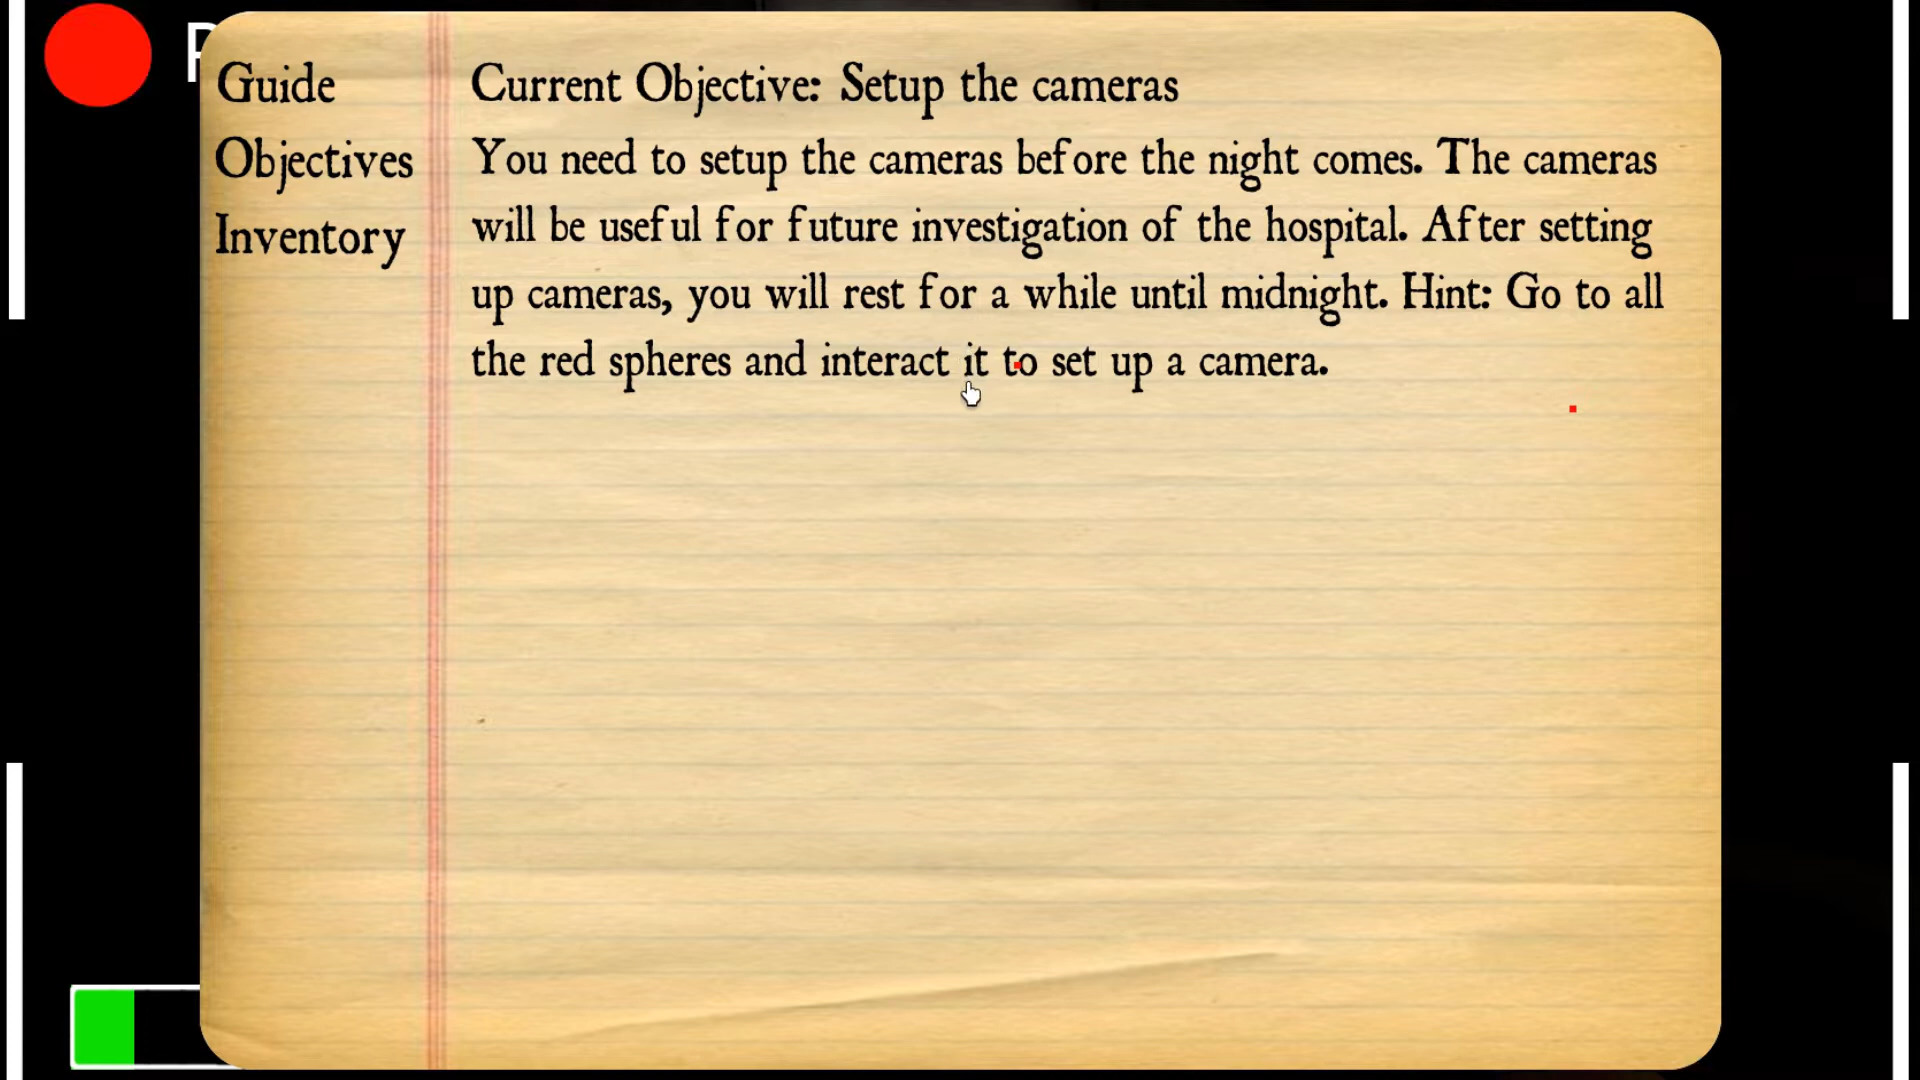 Guide
Objectives
Inventory
Current Objective: Setup the cameras
You need to setup the cameras before the night comes. The cameras
will be useful for future investigation of the hospital. After setting
up cameras, you will rest for a while until midnight. Hint: Go to all
the red spheres and interact it to set up a camera.